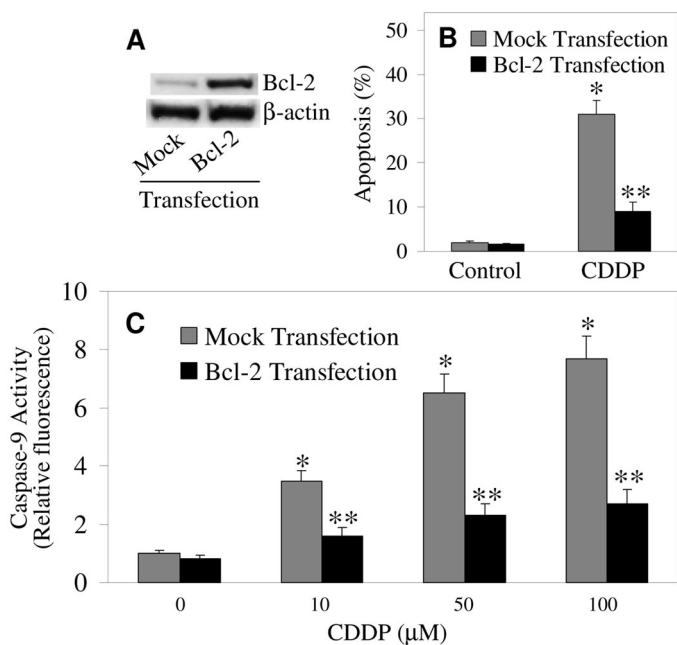 A
Bcl-2
β-actin
Mock
Bcl-2
Transfection
B
Mock Transfection
Bcl-2 Transfection
Apoptosis (%)
50
40
30
20
10
0
*
**
Control
CDDP
C
Mock Transfection
Bcl-2 Transfection
Caspase-9 Activity
(Relative fluorescence)
10
8
6
4
2
0
*
**
*
**
*
**
0
10
50
100
CDDP (μM)